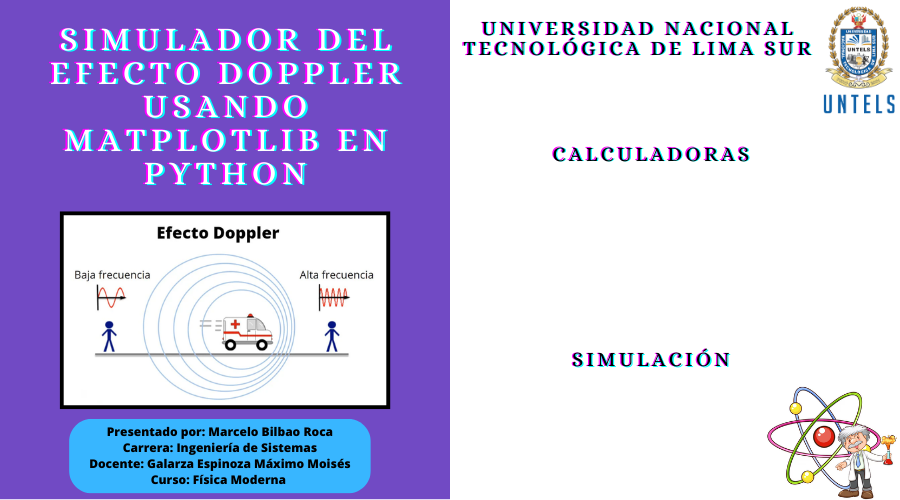 SIMULADOR DEL
EFECTO DOPPLER
USANDO
MATPLOTLIB EN
PYTHON
Efecto Doppler
Baja frecuencia
Alta frecuencia
Presentado por: Marcelo Bilbao Roca
Carrera: Ingeniería de Sistemas
Docente: Galarza Espinoza Máximo Moisés
Curso: Física Moderna
UNIVERSIDAD NACIONAL
TECNOLÓGICA DE LIMA SUR
UNTELS
UNTELS
CALCULADORAS
SIMULACIÓN